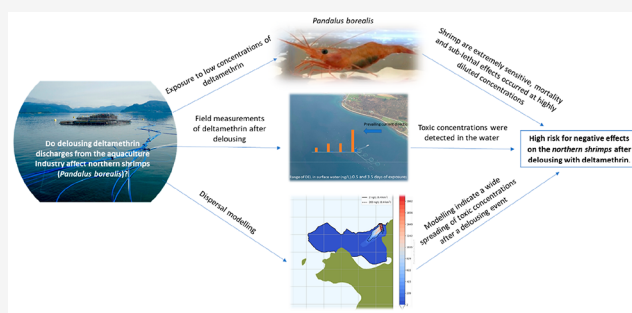 Pandalus borealis
Exposure to low concentrations of
deltamethrin
Shrimp are extremely sensitive, mortality
and sub-lethal effects occurred at highly
diluted concentrations
Do delousing deltamethrin
discharges from the aquaculture
industry affect northern shrimps
(Pandalus borealis)?
Field measurements
of deltamethrin after
delousing
Toxic concentrations were
detected in the water
High risk for negative effects
on the northern shrimps after
delousing with deltamethrin.
Dispersal modelling
Modelling indicate a wide
spreading of toxic concentrations
after a delousing event